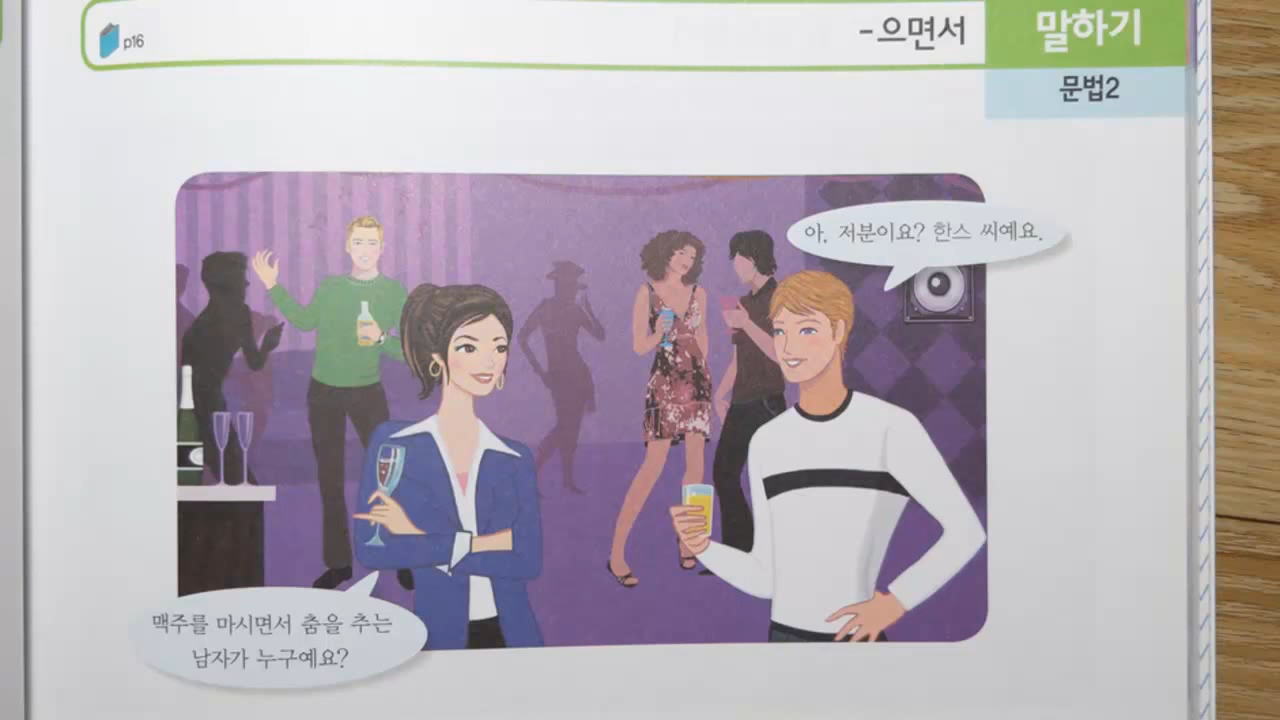 p16
-으면서
말하기
문법2
아, 저분이요? 한스 씨예요.
맥주를 마시면서 춤을 추는
남자가 누구예요?